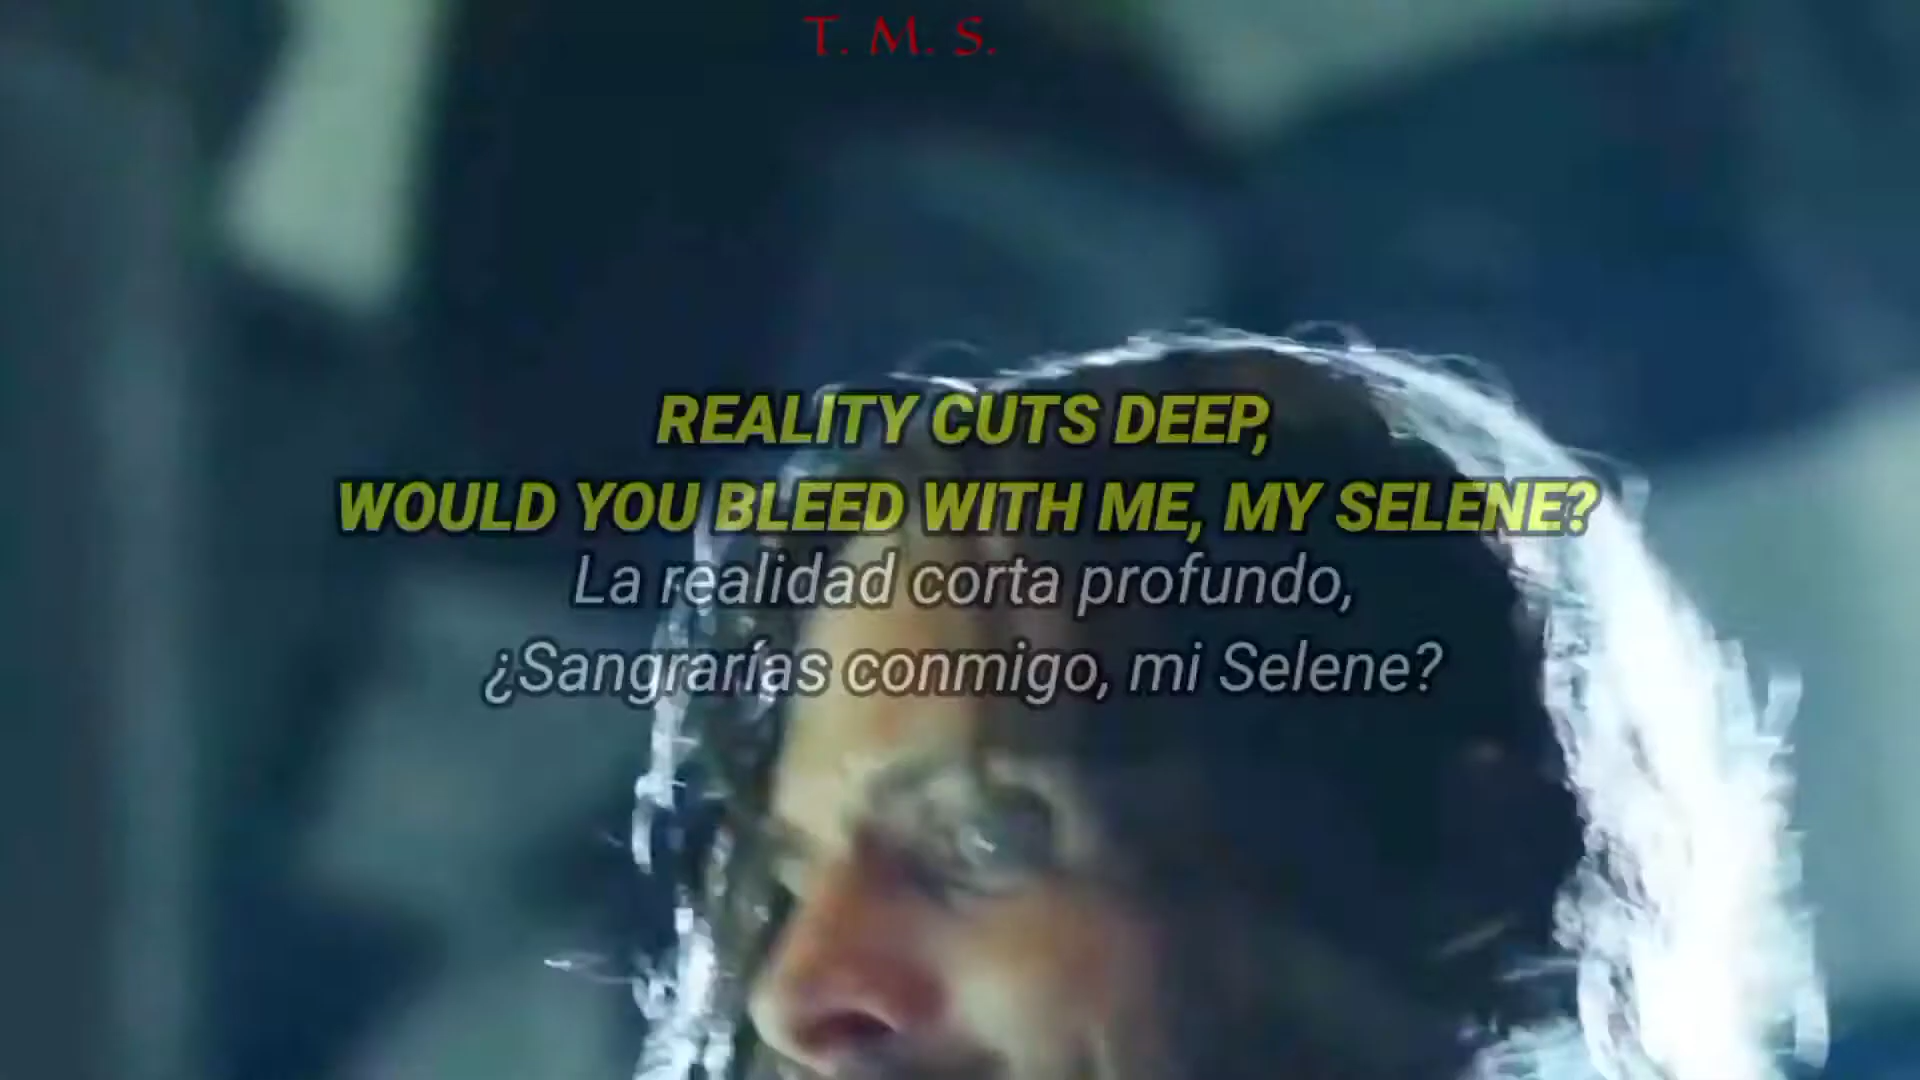 T. M. S.
REALITY CUTS DEEP,
WOULD YOU BLEED WITH ME, MY SELENE?
La realidad corta profundo,
¿Sangrarías conmigo, mi Selene?